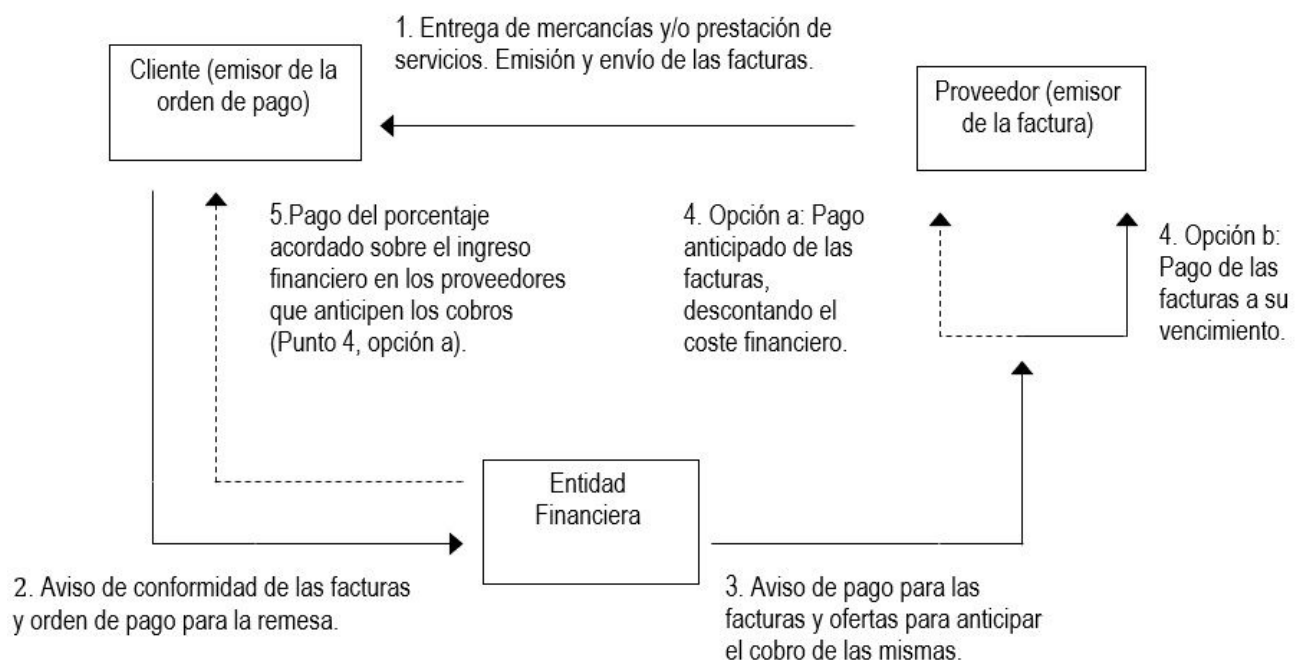 1. Entrega de mercancías y/o prestación de
servicios. Emisión y envío de las facturas.
Cliente (emisor de la
orden de pago)
Proveedor (emisor
de la factura)
5.Pago del porcentaje
acordado sobre el ingreso
financiero en los proveedores
que anticipen los cobros
(Punto 4, opción a).
4. Opción a: Pago
anticipado de las
facturas,
descontando el
coste financiero.
4. Opción b:
Pago de las
facturas a su
vencimiento.
Entidad
Financiera
2. Aviso de conformidad de las facturas
y orden de pago para la remesa.
3. Aviso de pago para las
facturas y ofertas para anticipar
el cobro de las mismas.